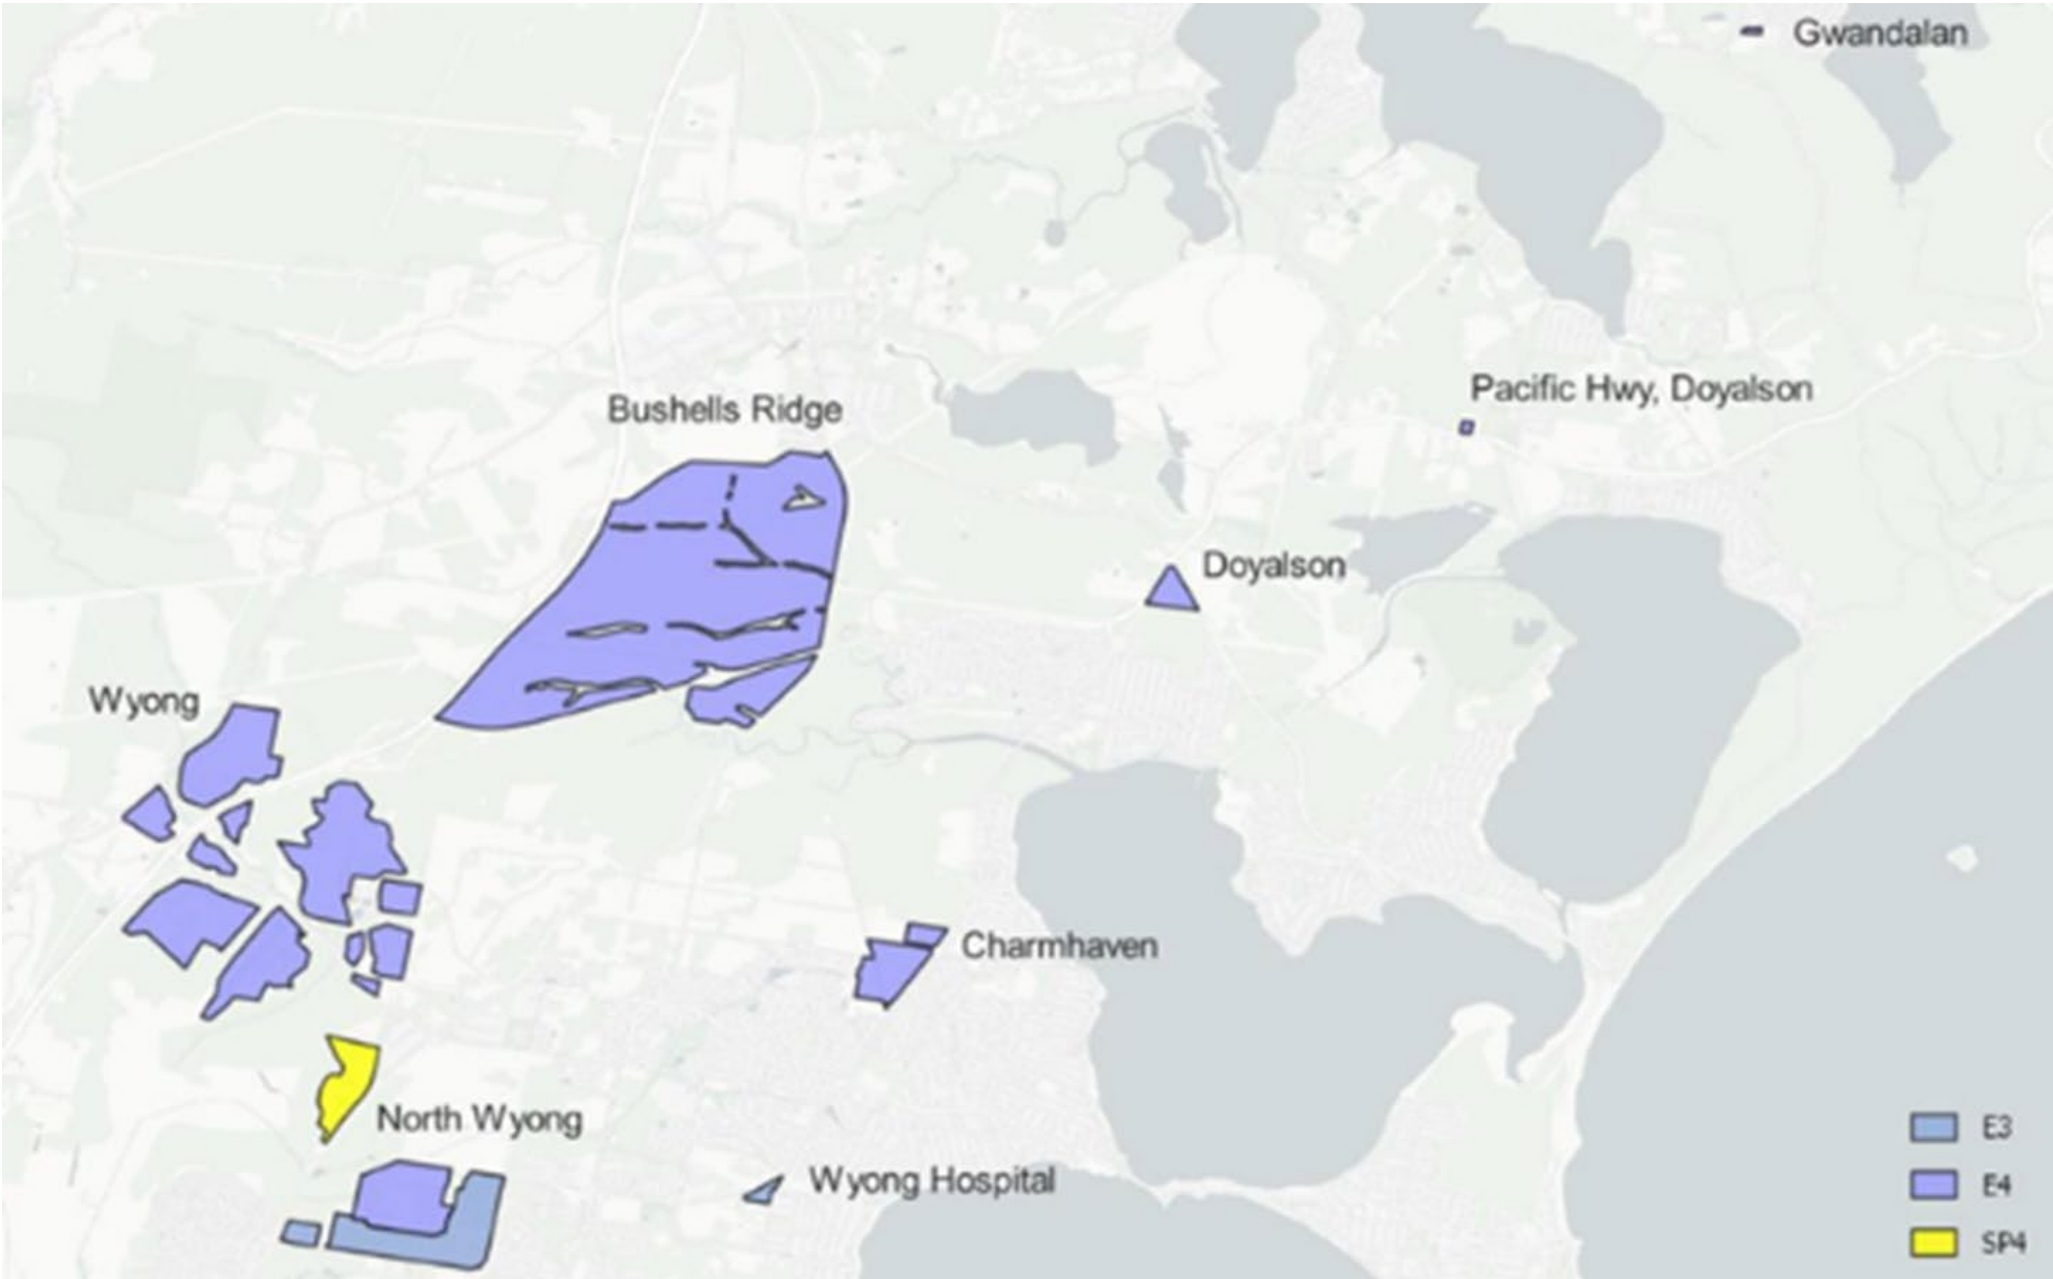 Gwandalan
Pacific Hwy, Doyalson
Bushells Ridge
Doyalson
Wyong
Charmhaven
North Wyong
Wyong Hospital
E3
E4
SP4